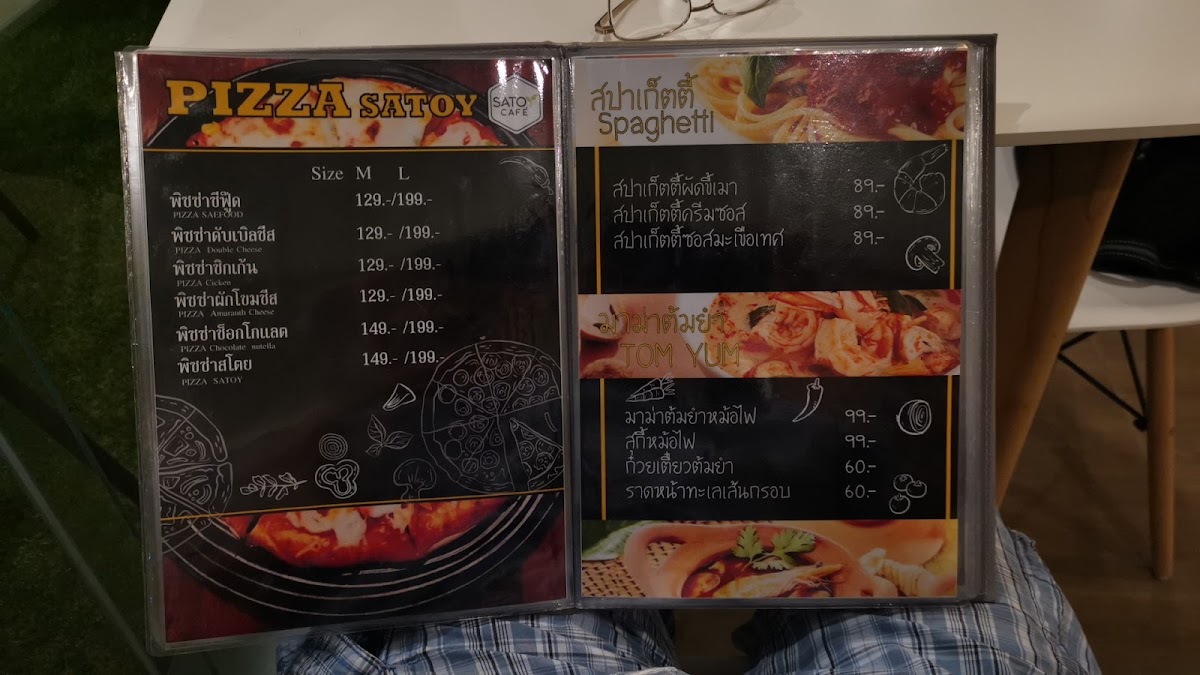 PIZZA SATOY
SATOY
CAFE
Size M L
พิซซ่าซีฟู๊ด 129.-/199.-
PIZZA SAEFOOD
พิซซ่าดับเบิลชีส 129.- /199.-
PIZZA Double Cheese
พิซซ่าชิกเก้น 129.- /199.-
PIZZA Cicken
พิซซ่าผักโขมชีส 129.- /199.-
PIZZA Amaranth Cheese
พิซซ่าช็อกโกแลต 149.- /199.-
PIZZA Chocolate nutella
พิซซ่าสโตย 149.- /199.-
PIZZA SATOY
สปาเก็ตตี้
Spaghetti
สปาเก็ตตี้ผัดขี้เมา 89.-
สปาเก็ตตี้ครีมซอส 89.-
สปาเก็ตตี้ซอสมะเขือเทศ 89.-
มาม่าต้มยำ
TOM YUM
มาม่าต้มยำหม้อไฟ 99.-
สุกี้หม้อไฟ 99.-
ก๋วยเตี๋ยวต้มยำ 60.-
ราดหน้าทะเลเส้นกรอบ 60.-